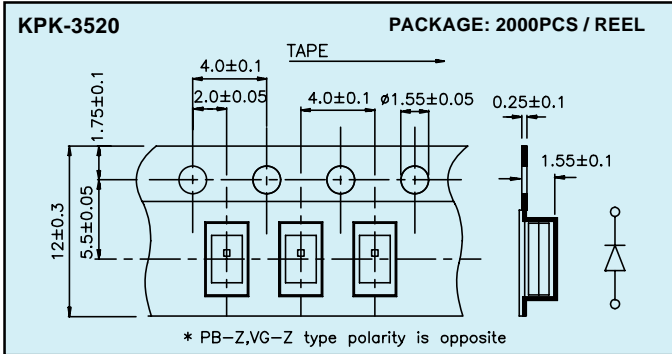 KPK-3520
PACKAGE: 2000PCS / REEL
TAPE
4.0±0.1
2.0±0.05
4.0±0.1
ø1.55±0.05
0.25±0.1
1.75±0.1
1.55±0.1
12±0.3
5.5±0.05
* PB-Z,VG-Z type polarity is opposite